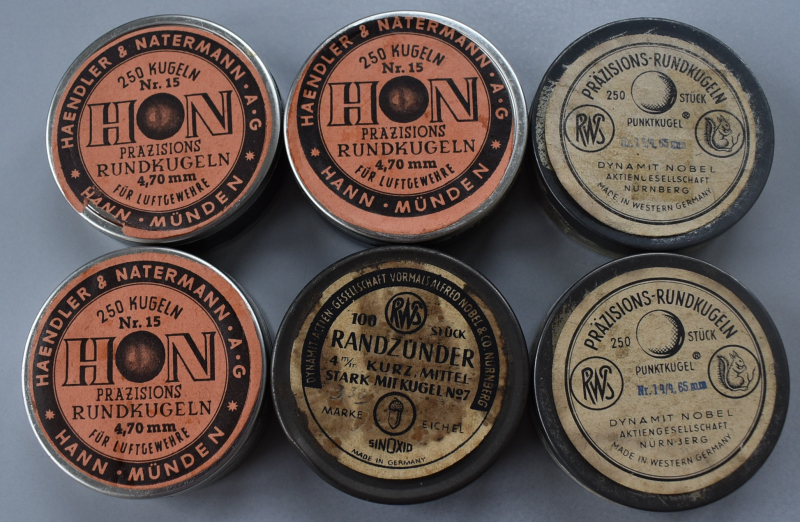 HAENDLER & NATERMANN · A·G
250 KUGELN
Nr. 15
HN
PRÄZISIONS
RUNDKUGELN
4,70 mm
FÜR LUFTGEWEHRE
HANN · MÜNDEN
HAENDLER & NATERMANN · A·G
250 KUGELN
Nr. 15
HN
PRÄZISIONS
RUNDKUGELN
4,70 mm
FÜR LUFTGEWEHRE
HANN · MÜNDEN
PRÄZISIONS-RUNDKUGELN
250 STÜCK
PUNKTKUGEL®
RWS
DYNAMIT NOBEL
AKTIENGESELLSCHAFT
NÜRNBERG
MADE IN WESTERN GERMANY
HAENDLER & NATERMANN · A·G
250 KUGELN
Nr. 15
HN
PRÄZISIONS
RUNDKUGELN
4,70 mm
FÜR LUFTGEWEHRE
HANN · MÜNDEN
DYNAMIT-ACTIEN-GESELLSCHAFT VORMALS ALFRED NOBEL & CO. NÜRNBERG
RWS
100 STÜCK
RANDZÜNDER
4 m/m KURZ. MITTEL
STARK MIT KUGEL No 7
MARKE EICHEL
SINOXID
MADE IN GERMANY
PRÄZISIONS-RUNDKUGELN
250 STÜCK
PUNKTKUGEL®
RWS
Nr. 19/4,65 mm
DYNAMIT NOBEL
AKTIENGESELLSCHAFT
NÜRNBERG
MADE IN WESTERN GERMANY